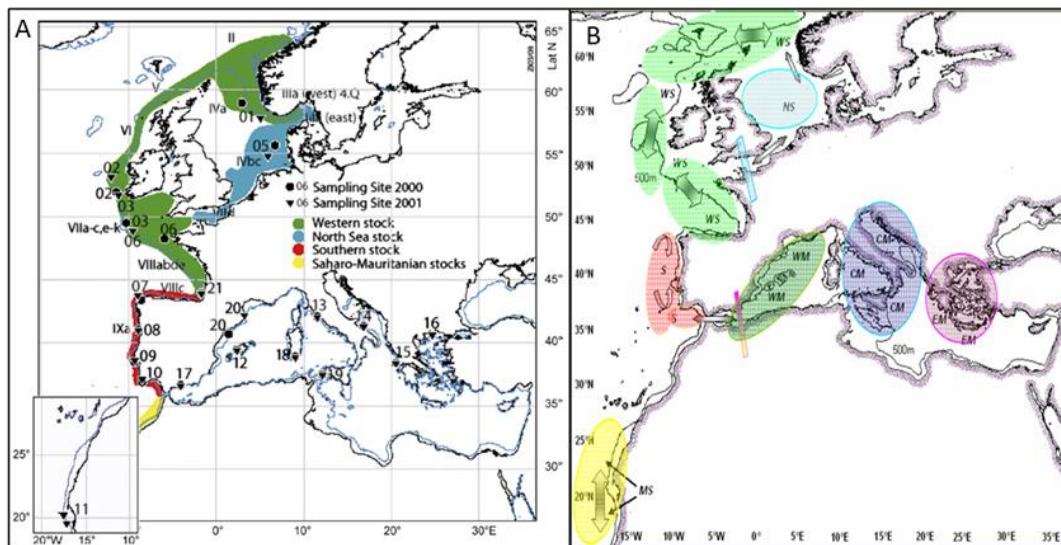 A
II
V
IIIa (west) 4.Q
IVa
01
VI
05
IVbc
02
02
03
03
06
06
VIIa-c,e-k
VIIIabde
VIIIc
21
07
IXa
08
09
10
17
20
20
12
13
14
15
16
18
19
11
06 Sampling Site 2000
06 Sampling Site 2001
Western stock
North Sea stock
Southern stock
Saharo-Mauritanian stocks
65°
60°
55°
50°
45°
40°
35°
30°
25°
20°
20°W
15°
10°
0°
10°
20°
30°E
Lat N
B
WS
NS
WS
WS
500m
S
S
WM
WM
CM
CM
CM
EM
EM
500m
MS
60°N
55°N
50°N
45°N
40°N
35°N
30°N
25°N
20°N
15°W
10°W
5°W
0°
5°E
10°E
15°E
20°E
25°E
30°E
35°E